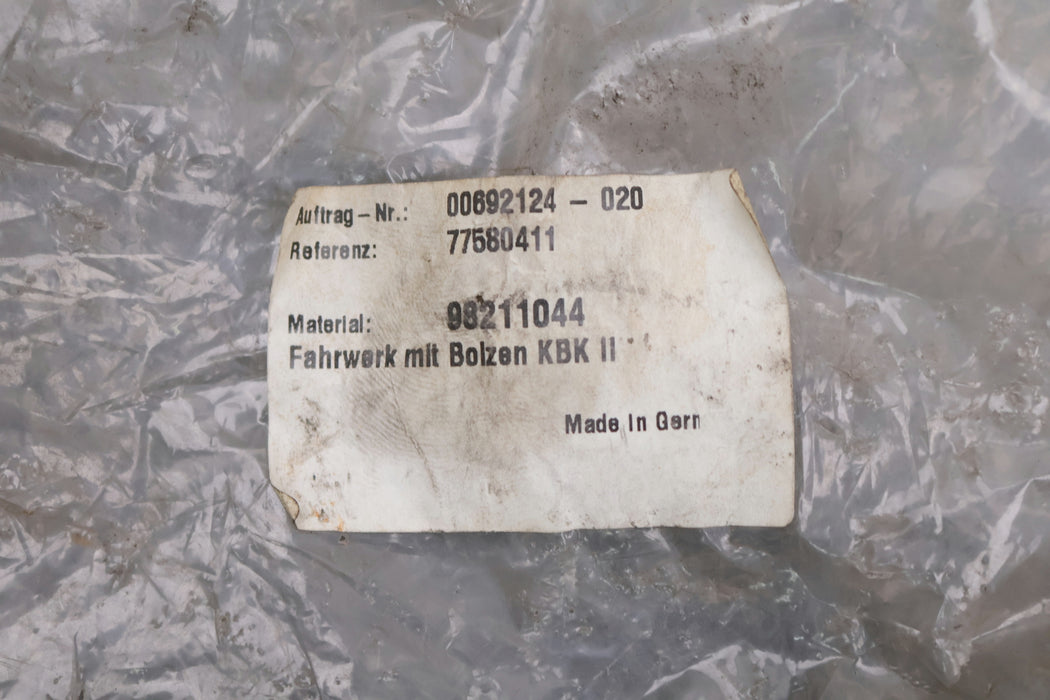 Auftrag-Nr.: 00692124 - 020
Referenz: 77580411
Material: 98211044
Fahrwerk mit Bolzen KBK II
Made in Gern